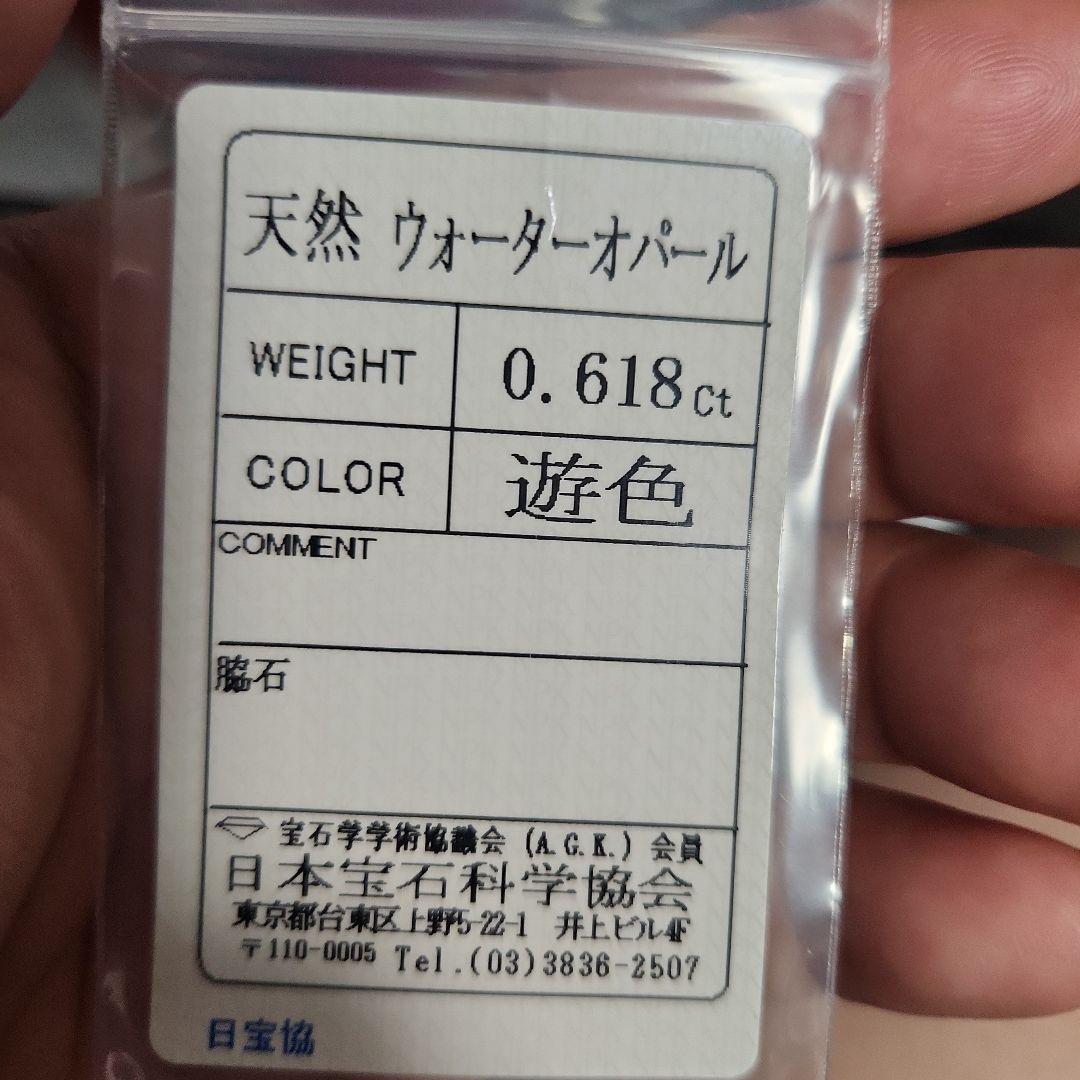 天然 ウォーターオパール
WEIGHT 0.618ct
COLOR 遊色
COMMENT
脇石
宝石学学術協議会 (A.G.K.) 会員
日本宝石科学協会
東京都台東区上野5-22-1 井上ビル4F
〒110-0005 Tel.(03)3836-2507
日宝協